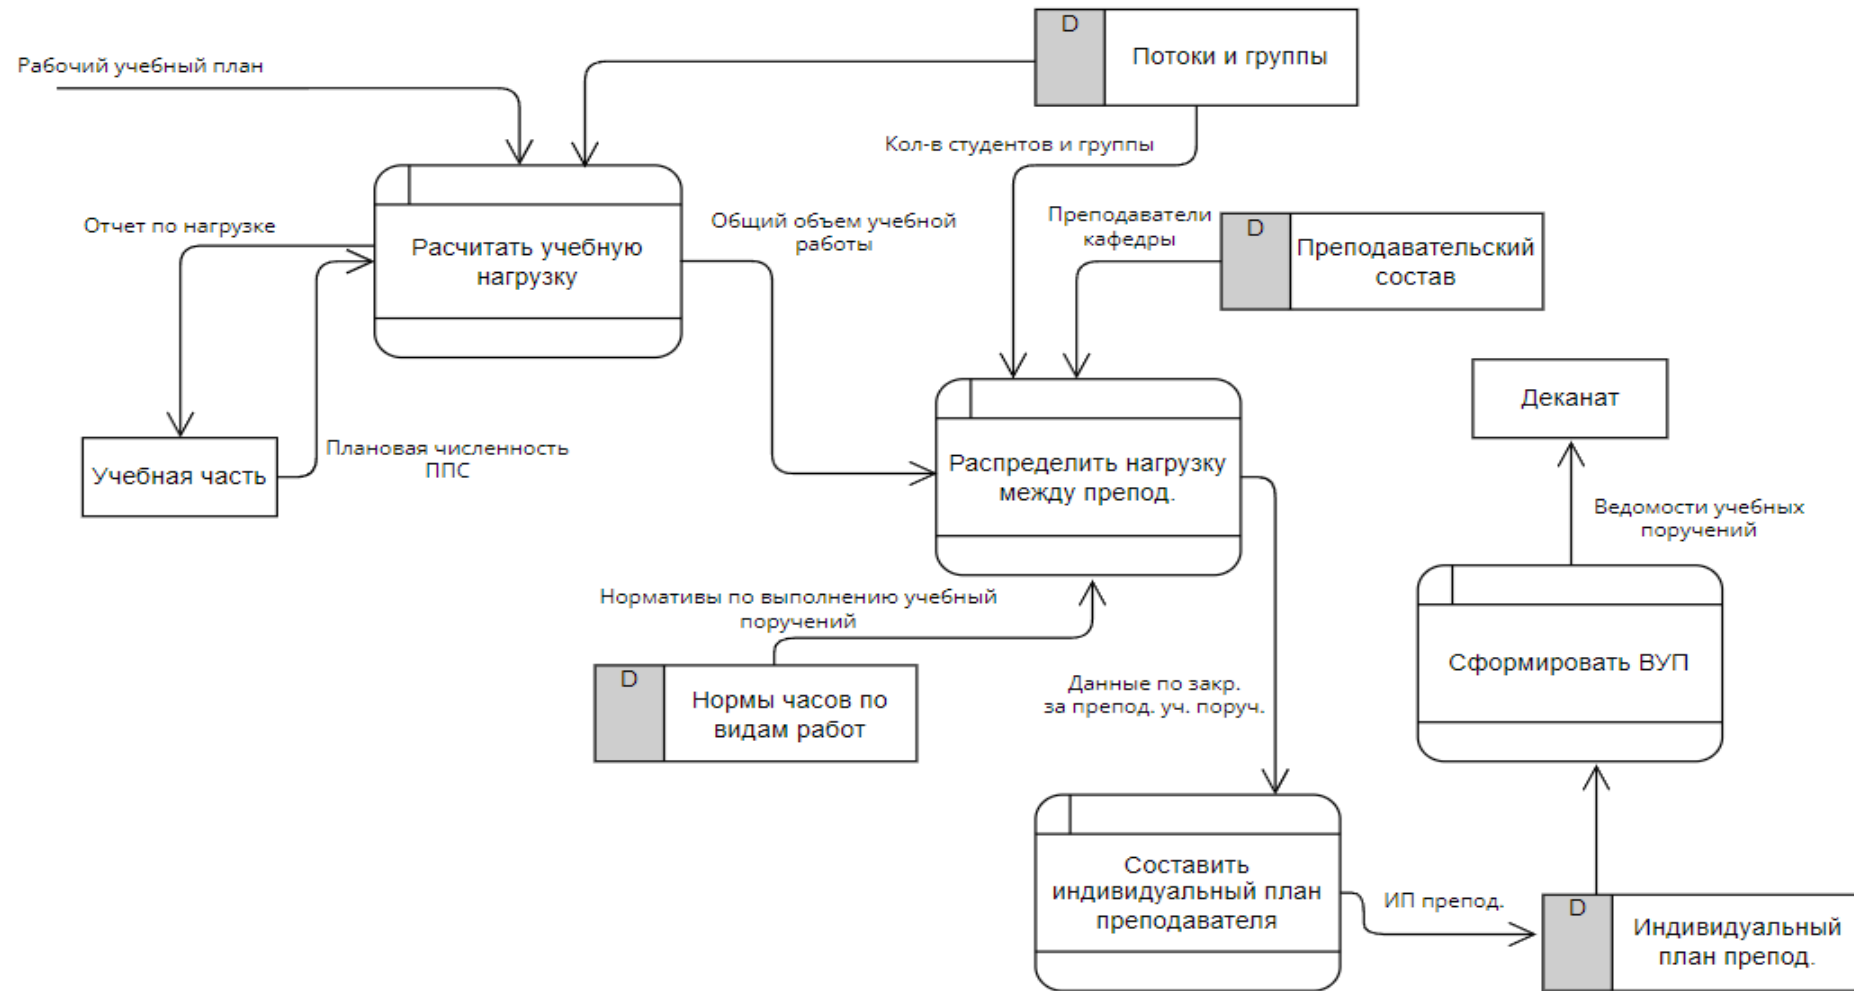 D
Потоки и группы
Рабочий учебный план
Кол-в студентов и группы
Отчет по нагрузке
Расчитать учебную
нагрузку
Общий объем учебной
работы
Преподаватели
кафедры
D
Преподавательский
состав
Учебная часть
Плановая численность
ППС
Распределить нагрузку
между препод.
Деканат
Ведомости учебных
поручений
Нормативы по выполнению учебный
поручений
D
Нормы часов по
видам работ
Данные по закр.
за препод. уч. поруч.
Сформировать ВУП
Составить
индивидуальный план
преподавателя
ИП препод.
D
Индивидуальный
план препод.